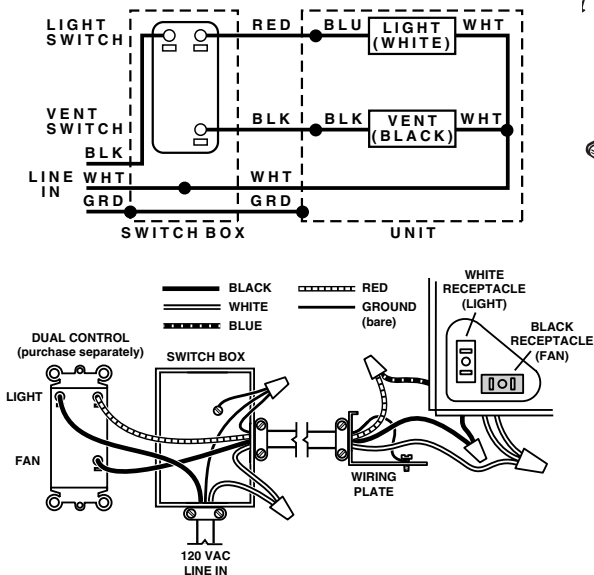 LIGHT SWITCH
RED
BLU
LIGHT (WHITE)
WHT
VENT SWITCH
BLK
BLK
VENT (BLACK)
WHT
BLK
LINE IN
WHT
WHT
GRD
GRD
SWITCH BOX
UNIT
BLACK
WHITE
BLUE
RED
GROUND
(bare)
WHITE
RECEPTACLE
(LIGHT)
BLACK
RECEPTACLE
(FAN)
DUAL CONTROL
(purchase separately)
SWITCH BOX
LIGHT
FAN
WIRING
PLATE
120 VAC
LINE IN